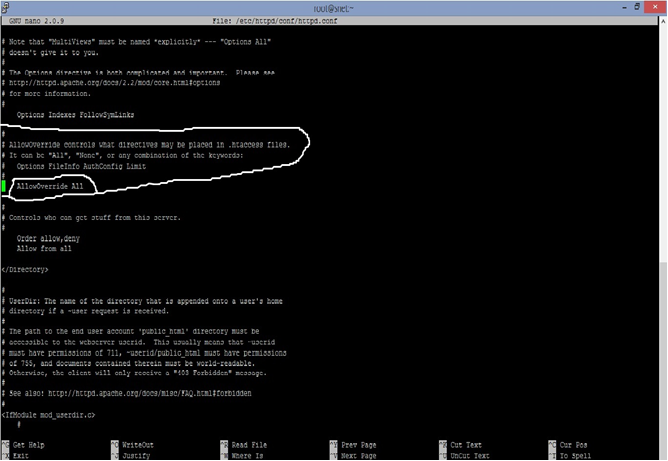 root@snet:~
GNU nano 2.0.9 File: /etc/httpd/conf/httpd.conf
# Note that "MultiViews" must be named *explicitly* --- "Options All"
# doesn't give it to you.
#
# The Options directive is both complicated and important. Please see
# http://httpd.apache.org/docs/2.2/mod/core.html#options
# for more information.
#
Options Indexes FollowSymLinks
#
# AllowOverride controls what directives may be placed in .htaccess files.
# It can be "All", "None", or any combination of the keywords:
# Options FileInfo AuthConfig Limit
#
AllowOverride All
#
# Controls who can get stuff from this server.
#
Order allow,deny
Allow from all
</Directory>
#
# UserDir: The name of the directory that is appended onto a user's home
# directory if a ~user request is received.
#
# The path to the end user account 'public_html' directory must be
# accessible to the webserver userid. This usually means that ~userid
# must have permissions of 711, ~userid/public_html must have permissions
# of 755, and documents contained therein must be world-readable.
# Otherwise, the client will only receive a "403 Forbidden" message.
#
# See also: http://httpd.apache.org/docs/misc/FAQ.html#forbidden
#
<IfModule mod_userdir.c>
#
^G Get Help ^O WriteOut ^R Read File ^Y Prev Page ^K Cut Text ^C Cur Pos
^X Exit ^J Justify ^W Where Is ^V Next Page ^U UnCut Text ^T To Spell